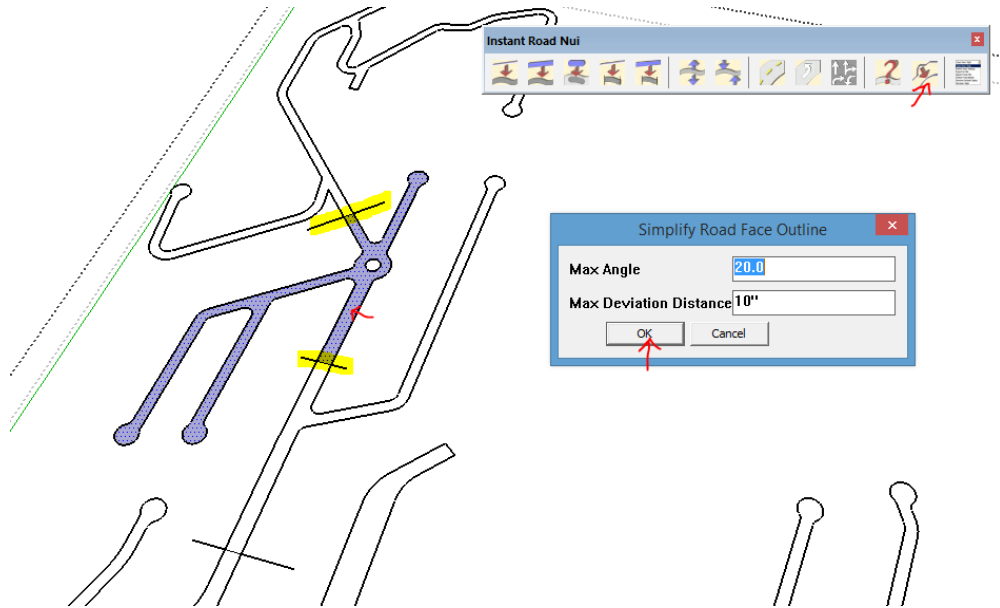 Instant Road Nui
Simplify Road Face Outline
Max Angle
20.0
Max Deviation Distance
10"
OK
Cancel